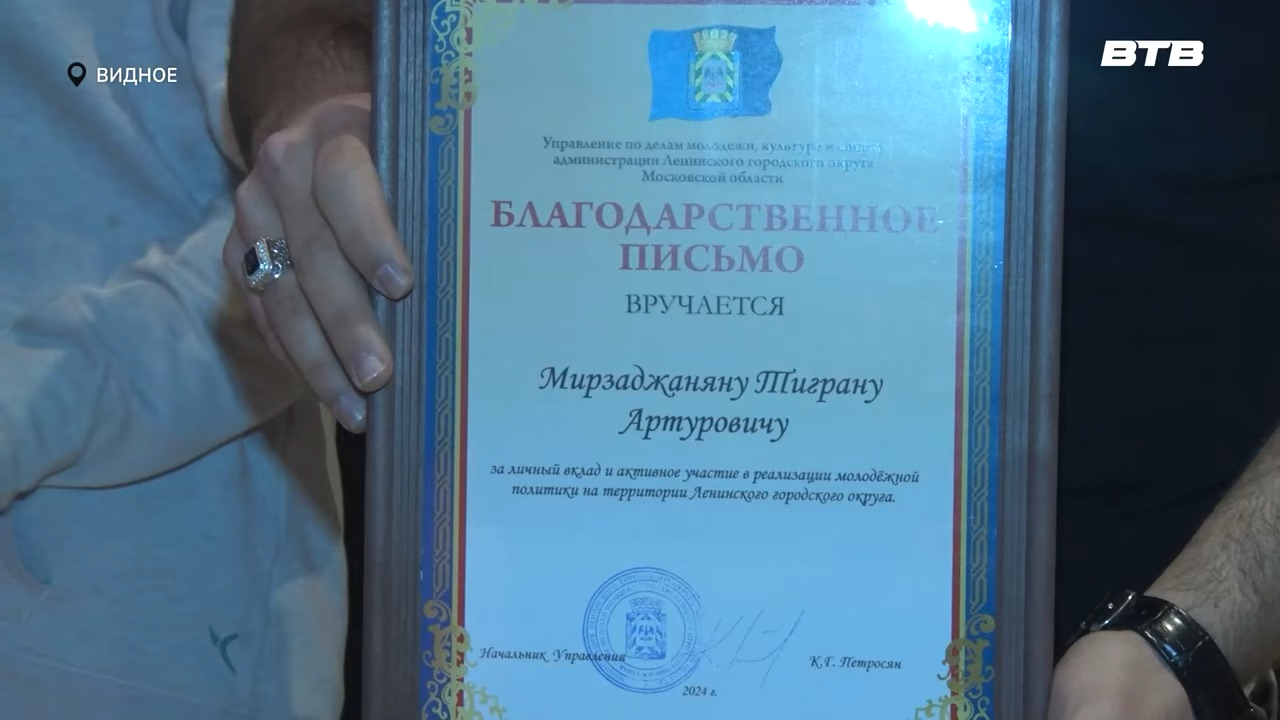 ВИДНОЕ
ВТВ
Управление по делам молодежи, культуре и спорту
администрации Ленинского городского округа
Московской области
БЛАГОДАРСТВЕННОЕ
ПИСЬМО
ВРУЧАЕТСЯ
Мирзаджаняну Тиграну
Артуровичу
за личный вклад и активное участие в реализации молодёжной
политики на территории Ленинского городского округа.
Начальник Управления
К.Г. Петросян
2024 г.